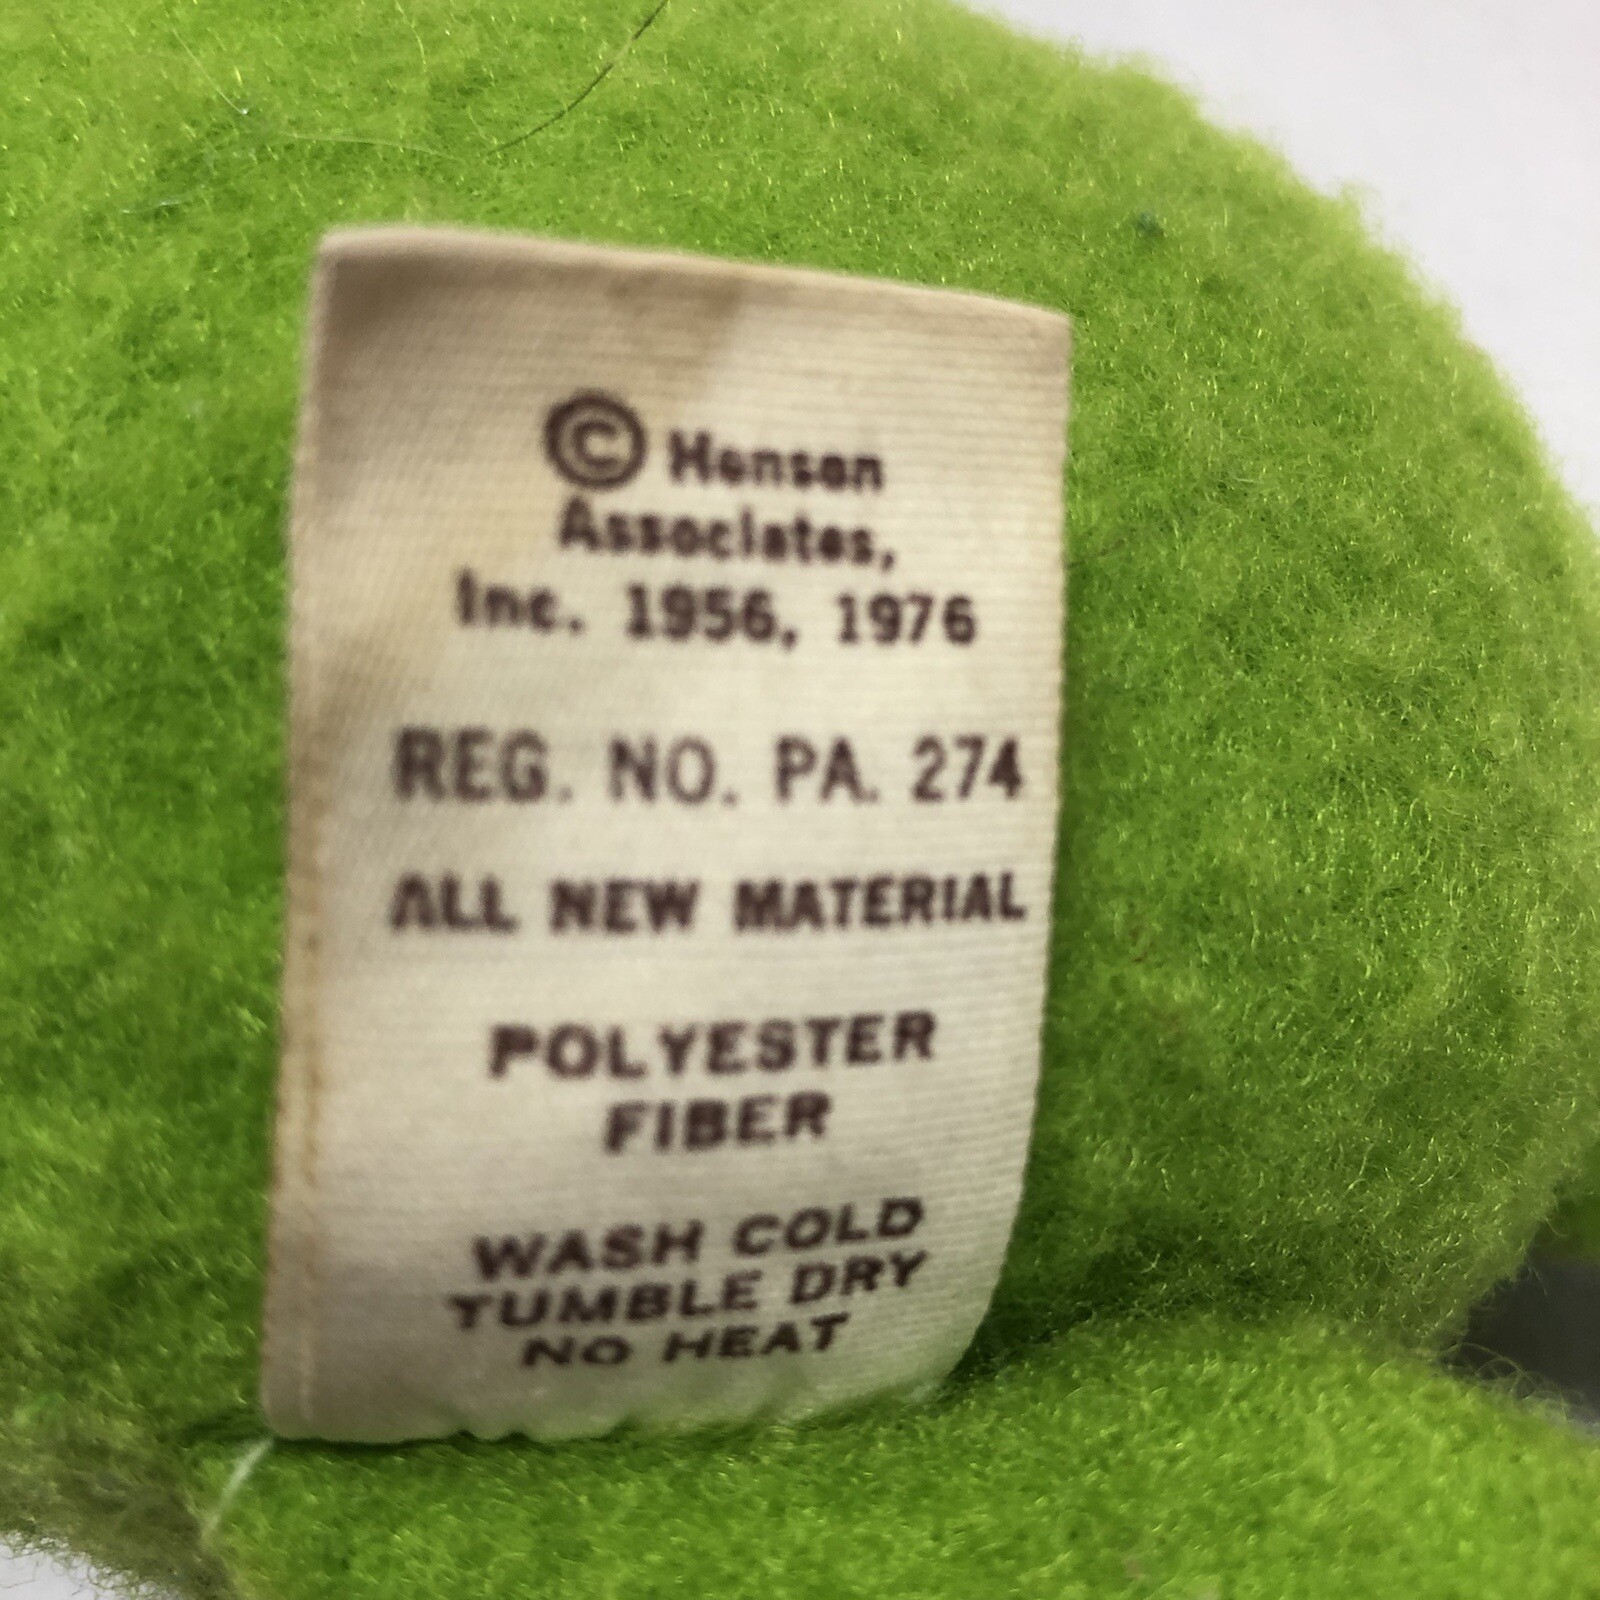 © Henson
Associates,
Inc. 1956, 1976
REG. NO. PA. 274
ALL NEW MATERIAL
POLYESTER
FIBER
WASH COLD
TUMBLE DRY
NO HEAT